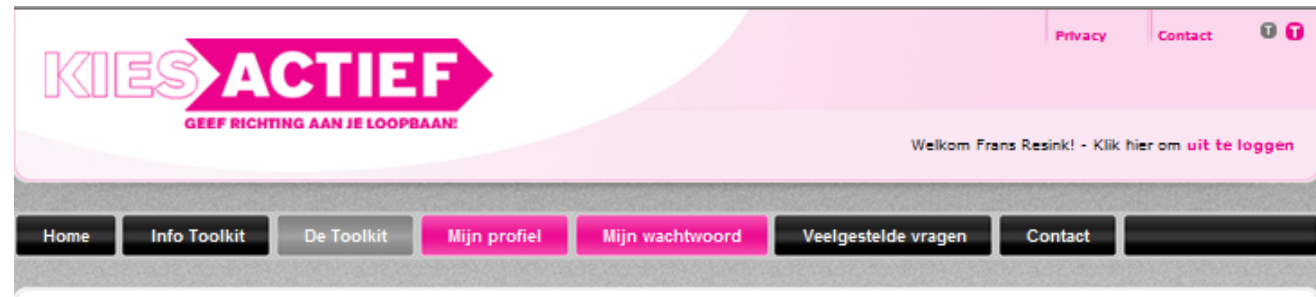 Privacy Contact T T
KIES ACTIEF
GEEF RICHTING AAN JE LOOPBAAN!
Welkom Frans Resink! - Klik hier om uit te loggen
Home Info Toolkit De Toolkit Mijn profiel Mijn wachtwoord Veelgestelde vragen Contact